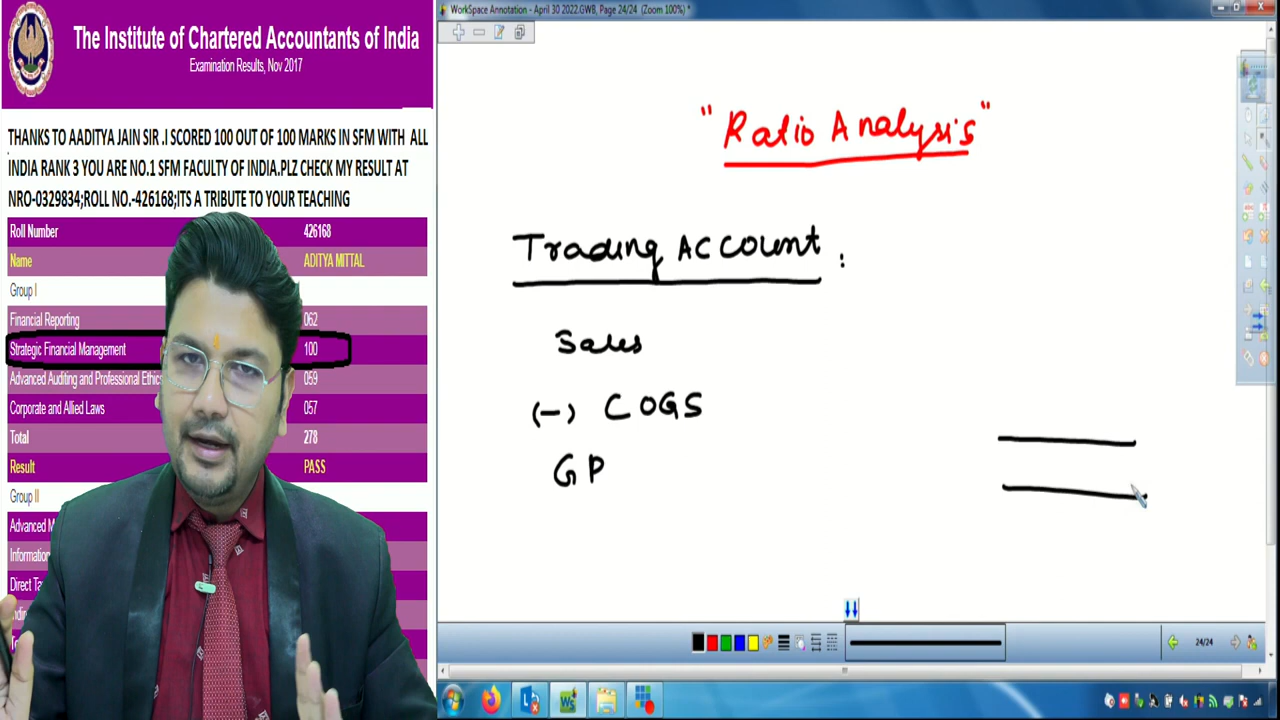 The Institute of Chartered Accountants of India
Examination Results, Nov 2017
THANKS TO AADITYA JAIN SIR .I SCORED 100 OUT OF 100 MARKS IN SFM WITH ALL
INDIA RANK 3 YOU ARE NO.1 SFM FACULTY OF INDIA.PLZ CHECK MY RESULT AT
NRO-0329834;ROLL NO.-426168;ITS A TRIBUTE TO YOUR TEACHING
Roll Number 426168
Name ADITYA MITTAL
Group I
Financial Reporting 062
Strategic Financial Management 100
Advanced Auditing and Professional Ethics 059
Corporate and Allied Laws 057
Total 278
Result PASS
Group II
Advanced M
Information
Direct Ta
WorkSpace Annotation - April 30 2022.GWB, Page 24/24 (Zoom 100%) *
"Ratio Analysis"
Trading Account :
Sales
(-) COGS
GP
24/24